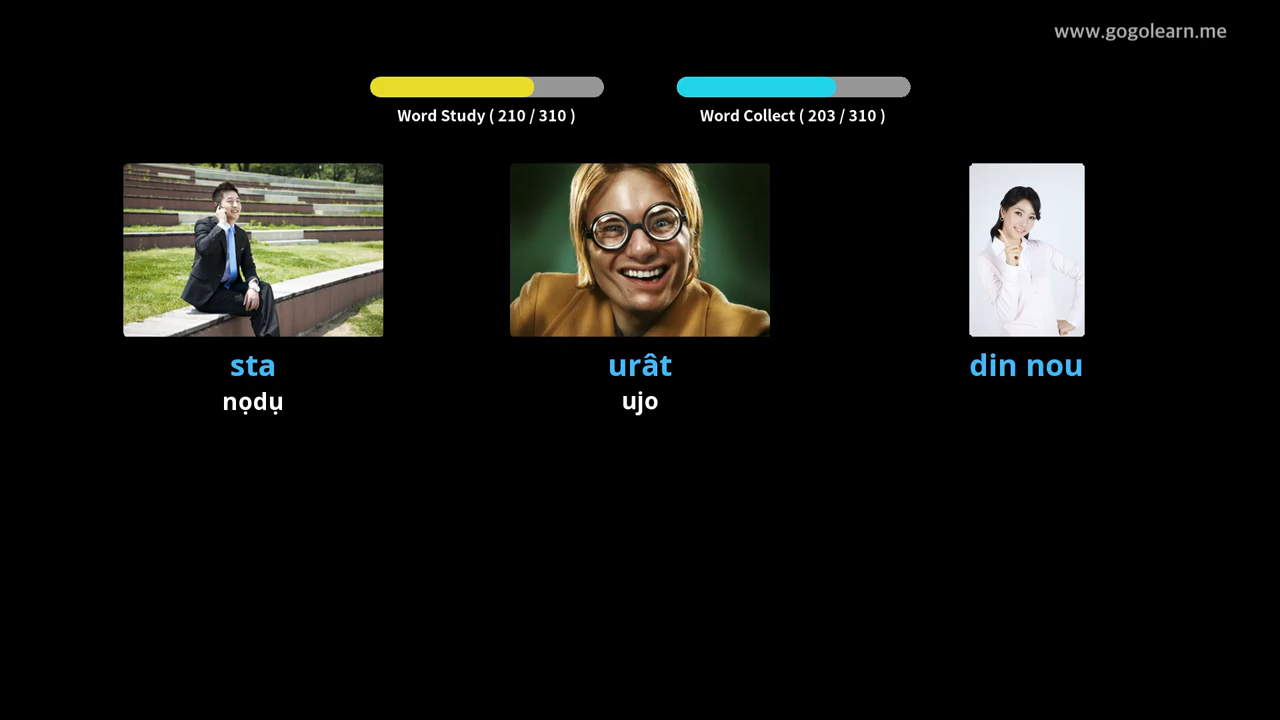 www.gogolearn.me
Word Study ( 210 / 310 )
Word Collect ( 203 / 310 )
sta
nọdụ
urât
ujo
din nou